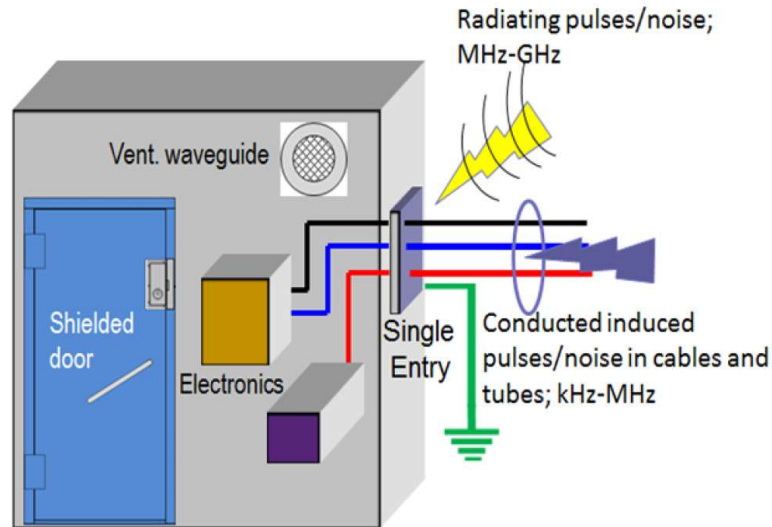 Radiating pulses/noise;
MHz-GHz
Vent. waveguide
Shielded
door
Electronics
Single
Entry
Conducted induced
pulses/noise in cables and
tubes; kHz-MHz